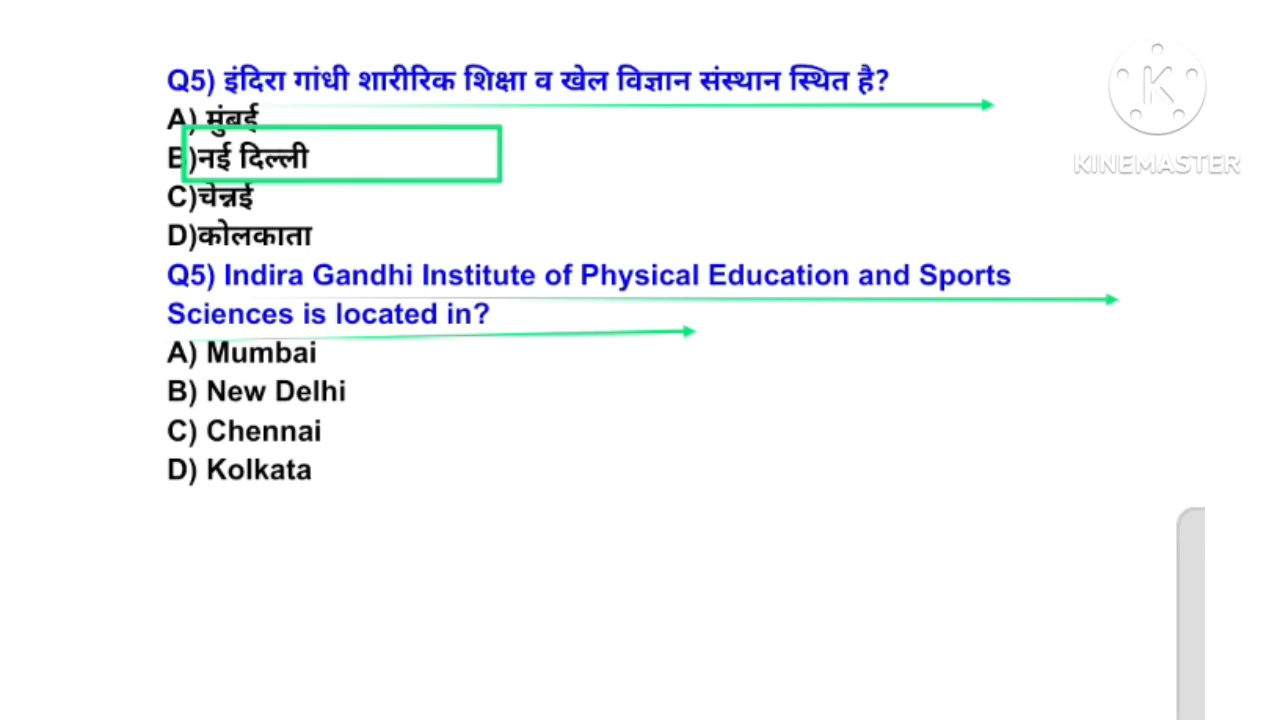 Q5) इंदिरा गांधी शारीरिक शिक्षा व खेल विज्ञान संस्थान स्थित है?
A) मुंबई
B)नई दिल्ली
C)चेन्नई
D)कोलकाता
Q5) Indira Gandhi Institute of Physical Education and Sports
Sciences is located in?
A) Mumbai
B) New Delhi
C) Chennai
D) Kolkata
K
KINEMASTER